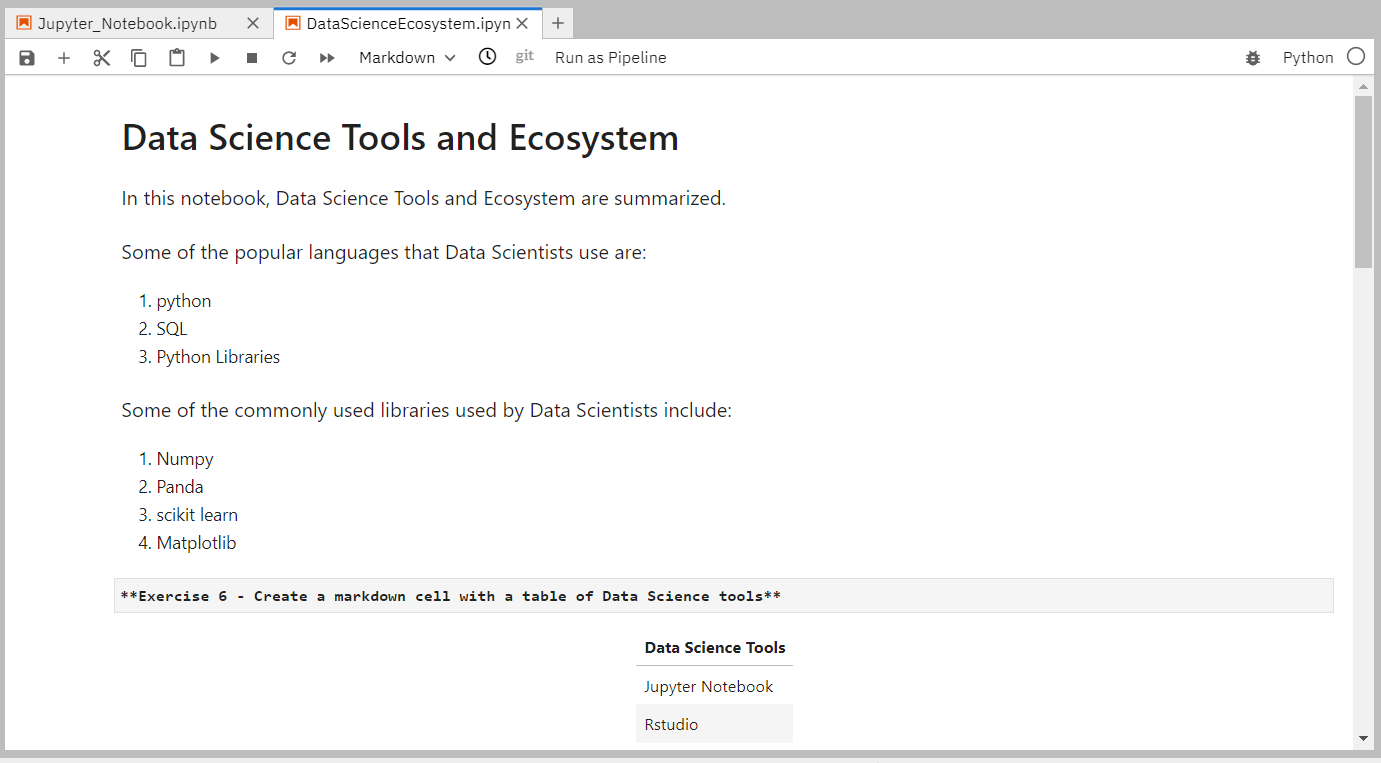 Jupyter_Notebook.ipynb
DataScienceEcosystem.ipyn
Markdown git Run as Pipeline Python
Data Science Tools and Ecosystem
In this notebook, Data Science Tools and Ecosystem are summarized.
Some of the popular languages that Data Scientists use are:
1. python
2. SQL
3. Python Libraries
Some of the commonly used libraries used by Data Scientists include:
1. Numpy
2. Panda
3. scikit learn
4. Matplotlib
**Exercise 6 - Create a markdown cell with a table of Data Science tools**
Data Science Tools
Jupyter Notebook
Rstudio